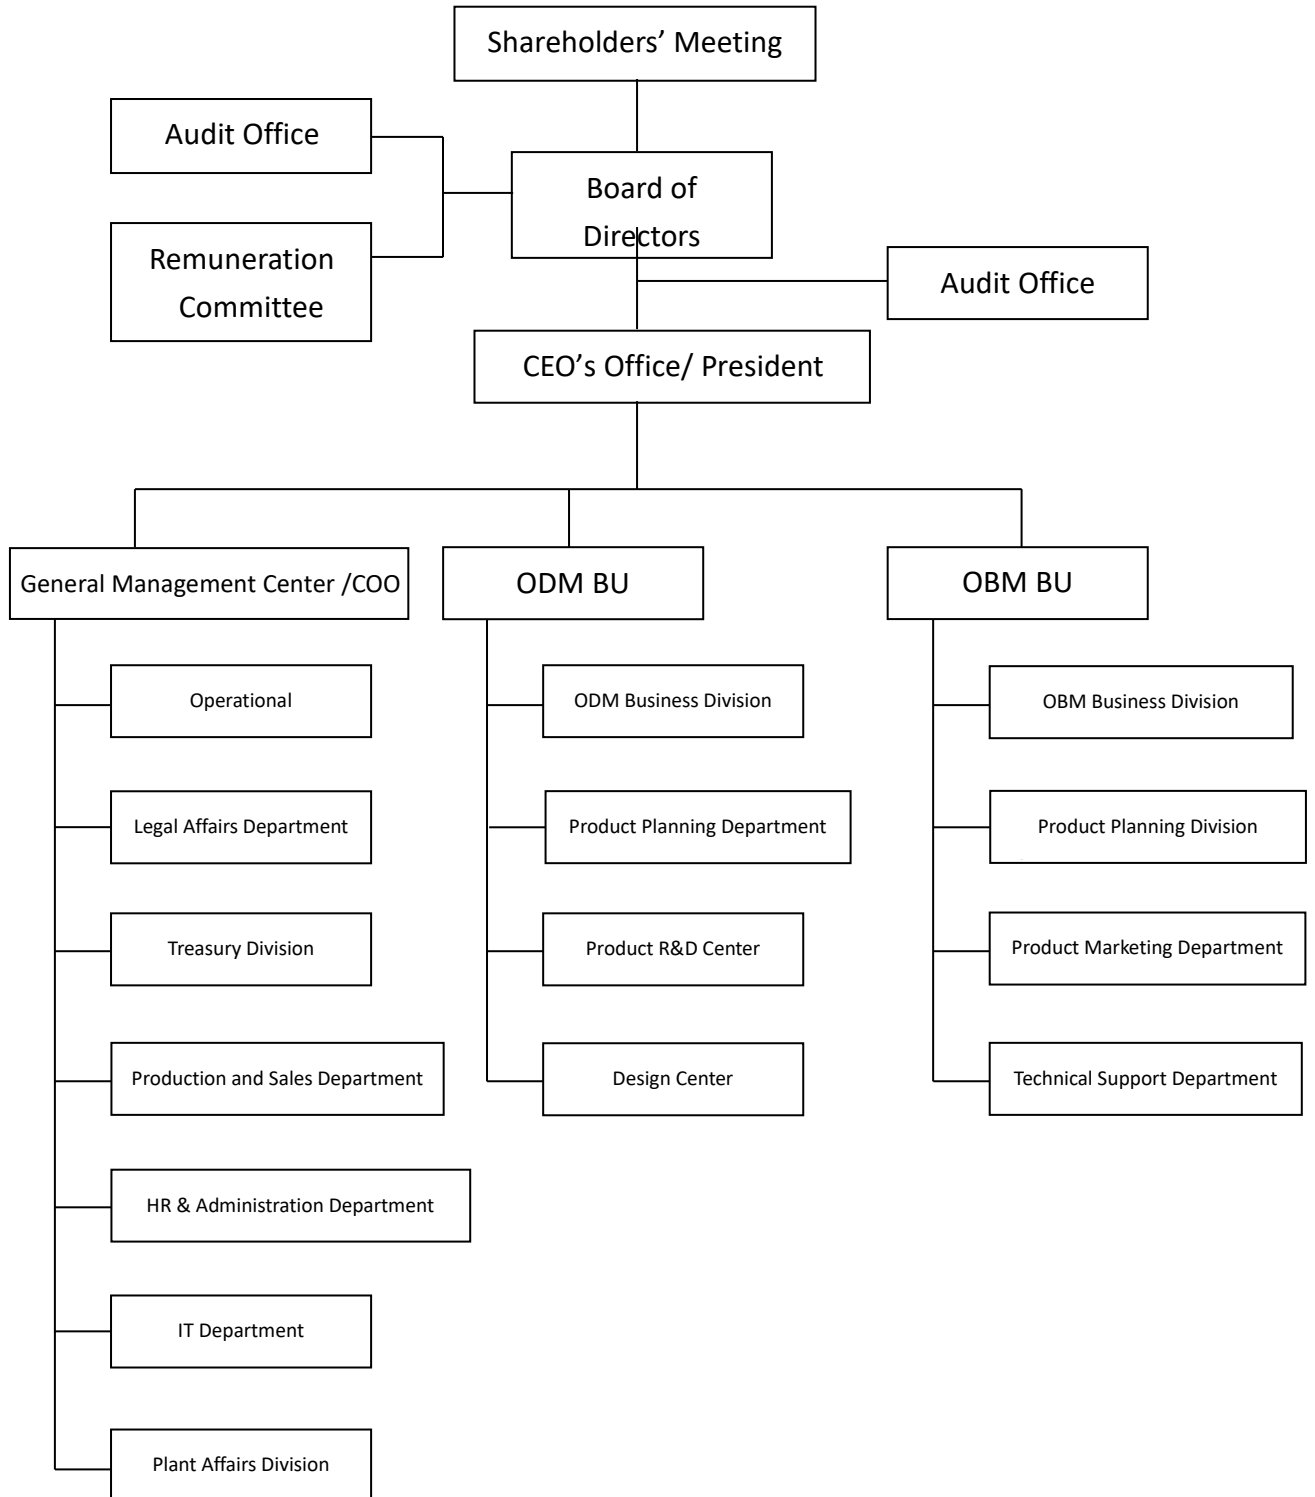 Shareholders’ Meeting
Audit Office
Board of
Directors
Remuneration
Committee
Audit Office
CEO’s Office/ President
General Management Center /COO
ODM BU
OBM BU
Operational
ODM Business Division
OBM Business Division
Legal Affairs Department
Product Planning Department
Product Planning Division
Treasury Division
Product R&D Center
Product Marketing Department
Production and Sales Department
Design Center
Technical Support Department
HR & Administration Department
IT Department
Plant Affairs Division